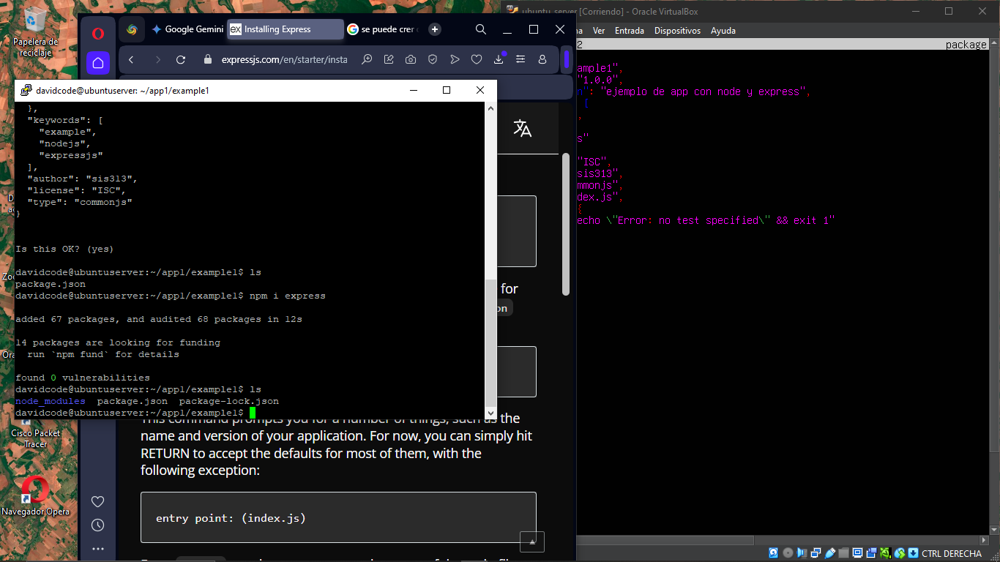 ubuntu_server [Corriendo] - Oracle VirtualBox
Papelera de
reciclaje
Google Gemini
ex Installing Express
se puede crer
Ver Entrada Dispositivos Ayuda
expressjs.com/en/starter/insta
2 package
davidcode@ubuntuserver: ~/app1/example1
},
"keywords": [
"example",
"nodejs",
"expressjs"
],
"author": "sis313",
"license": "ISC",
"type": "commonjs"
}
Is this OK? (yes)
davidcode@ubuntuserver:~/app1/example1$ ls
package.json
davidcode@ubuntuserver:~/app1/example1$ npm i express
added 67 packages, and audited 68 packages in 12s
14 packages are looking for funding
run `npm fund` for details
found 0 vulnerabilities
davidcode@ubuntuserver:~/app1/example1$ ls
node_modules package.json package-lock.json
davidcode@ubuntuserver:~/app1/example1$
ample1",
"1.0.0",
n": "ejemplo de app con node y express",
[
,
s"
"ISC",
sis313",
mmonjs",
dex.js",
{
echo \"Error: no test specified\" && exit 1"
for
on
This command prompts you for a number of things, such as the
name and version of your application. For now, you can simply hit
RETURN to accept the defaults for most of them, with the
following exception:
entry point: (index.js)
Cisco Packet
Tracer
Navegador Opera
CTRL DERECHA